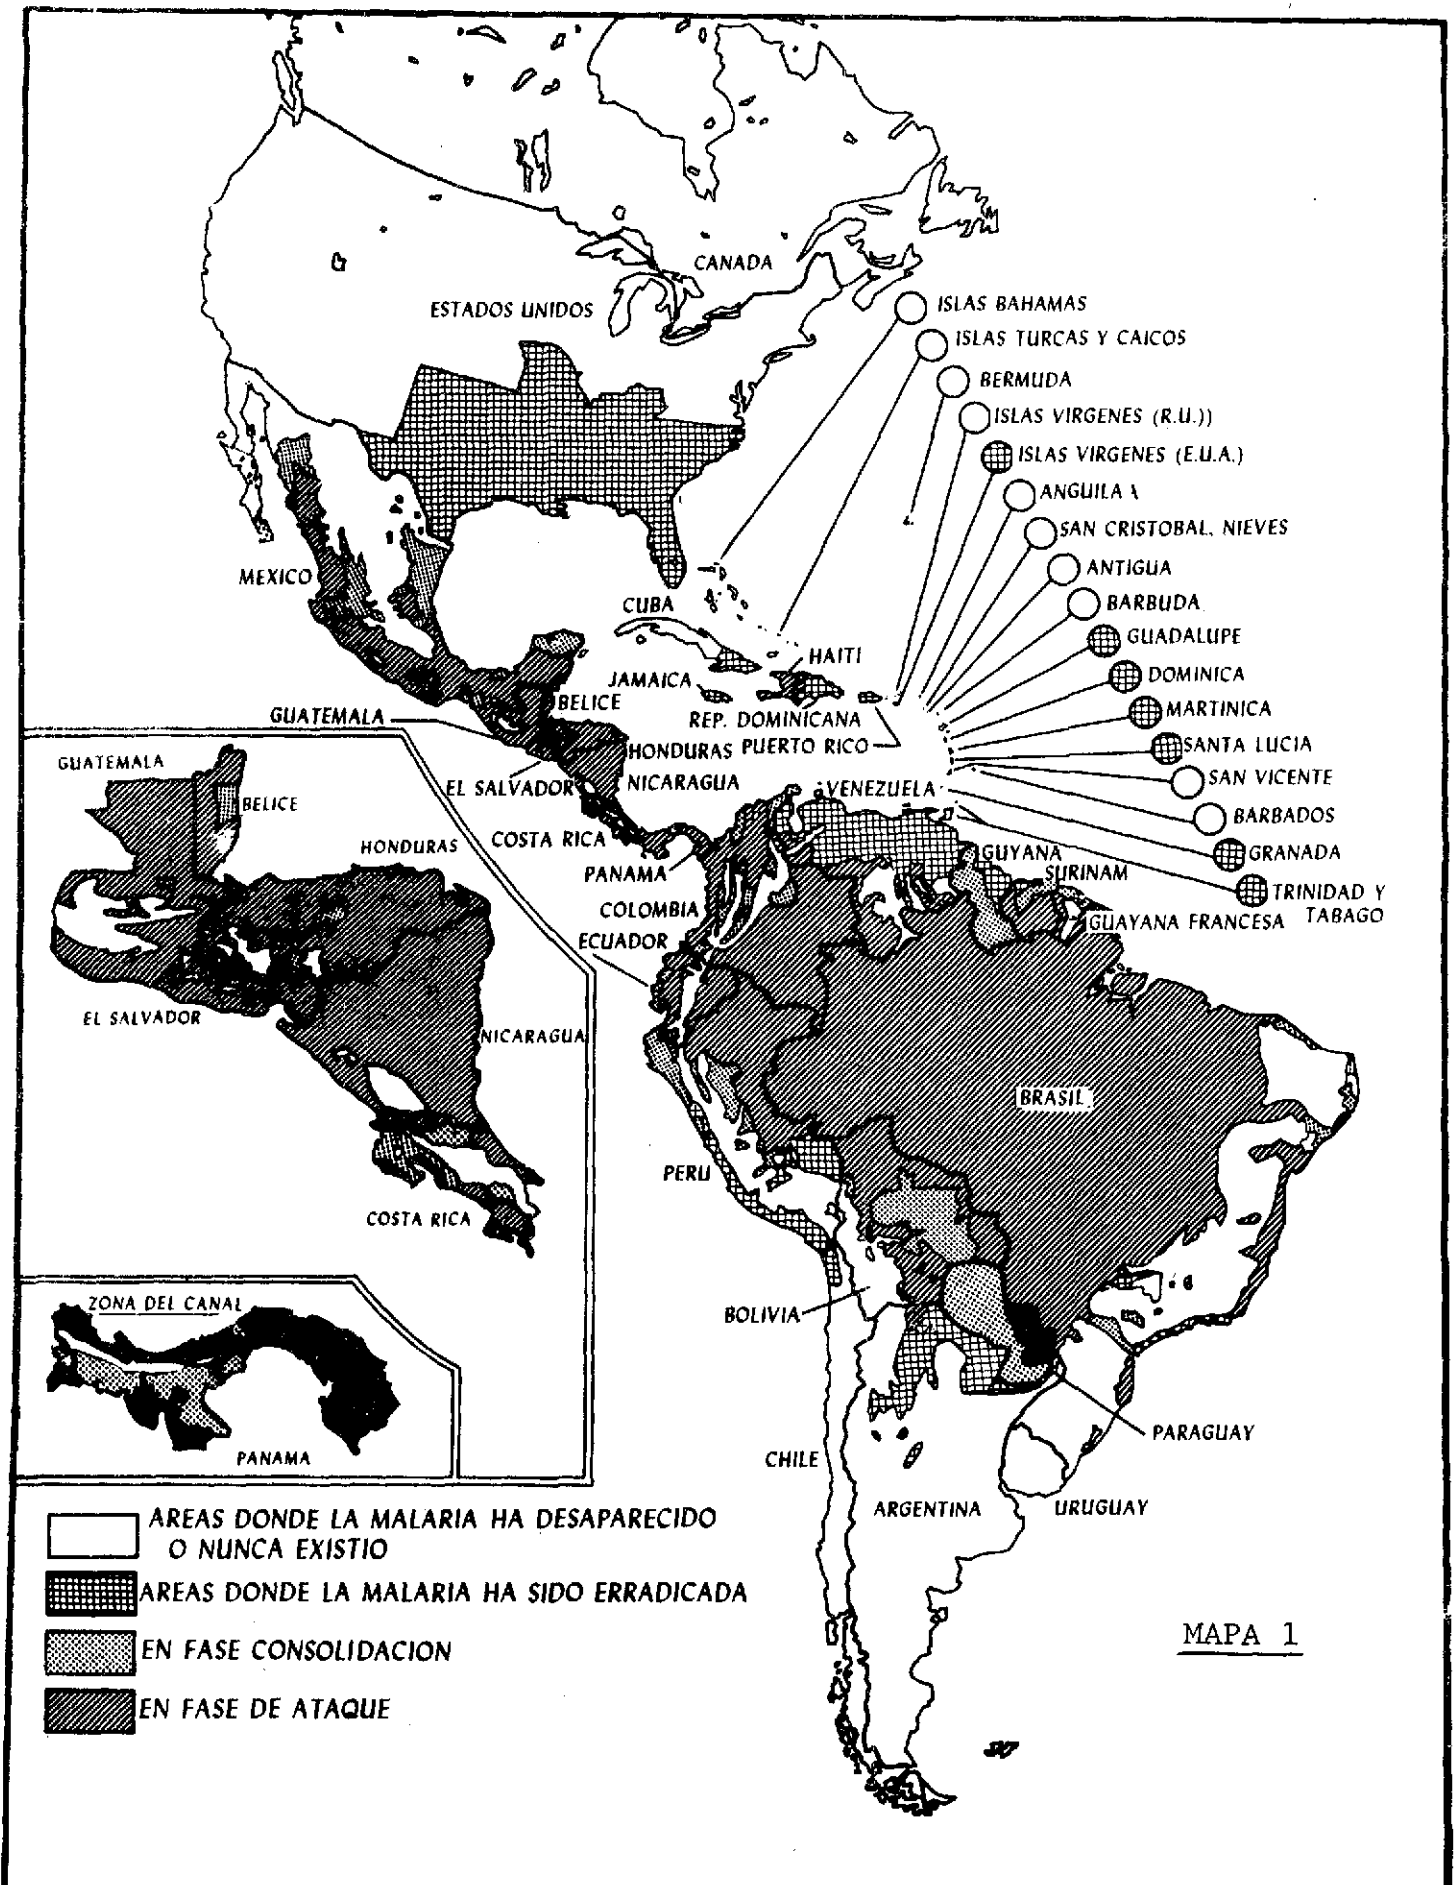 CANADA
ESTADOS UNIDOS
ISLAS BAHAMAS
ISLAS TURCAS Y CAICOS
BERMUDA
ISLAS VIRGENES (R.U.))
ISLAS VIRGENES (E.U.A.)
ANGUILA
SAN CRISTOBAL, NIEVES
ANTIGUA
BARBUDA
GUADALUPE
DOMINICA
MARTINICA
SANTA LUCIA
SAN VICENTE
BARBADOS
GRANADA
TRINIDAD Y
TABAGO
MEXICO
CUBA
HAITI
JAMAICA
BELICE
REP. DOMINICANA
GUATEMALA
HONDURAS
PUERTO RICO
NICARAGUA
EL SALVADOR
VENEZUELA
COSTA RICA
PANAMA
GUYANA
SURINAM
COLOMBIA
GUAYANA FRANCESA
ECUADOR
BRASIL
PERU
BOLIVIA
PARAGUAY
CHILE
ARGENTINA
URUGUAY
GUATEMALA
BELICE
HONDURAS
EL SALVADOR
NICARAGUA
COSTA RICA
ZONA DEL CANAL
PANAMA
AREAS DONDE LA MALARIA HA DESAPARECIDO
O NUNCA EXISTIO
AREAS DONDE LA MALARIA HA SIDO ERRADICADA
EN FASE CONSOLIDACION
EN FASE DE ATAQUE
MAPA 1